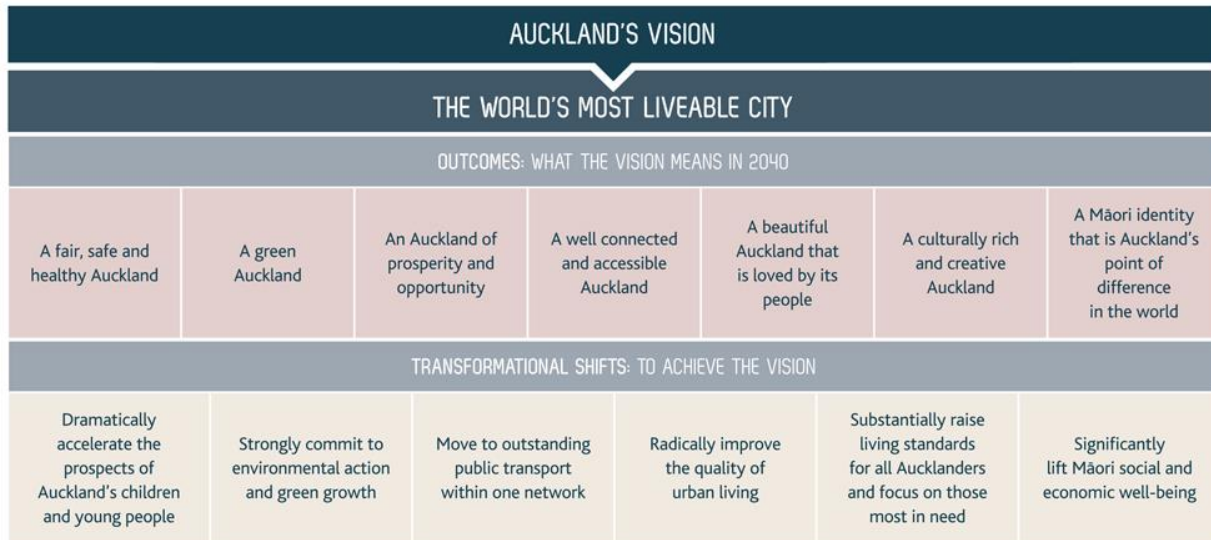 AUCKLAND'S VISION
THE WORLD'S MOST LIVEABLE CITY
OUTCOMES: WHAT THE VISION MEANS IN 2040
A fair, safe and
healthy Auckland
A green
Auckland
An Auckland of
prosperity and
opportunity
A well connected
and accessible
Auckland
A beautiful
Auckland that
is loved by its
people
A culturally rich
and creative
Auckland
A Māori identity
that is Auckland's
point of
difference
in the world
TRANSFORMATIONAL SHIFTS: TO ACHIEVE THE VISION
Dramatically
accelerate the
prospects of
Auckland's children
and young people
Strongly commit to
environmental action
and green growth
Move to outstanding
public transport
within one network
Radically improve
the quality of
urban living
Substantially raise
living standards
for all Aucklanders
and focus on those
most in need
Significantly
lift Māori social and
economic well-being